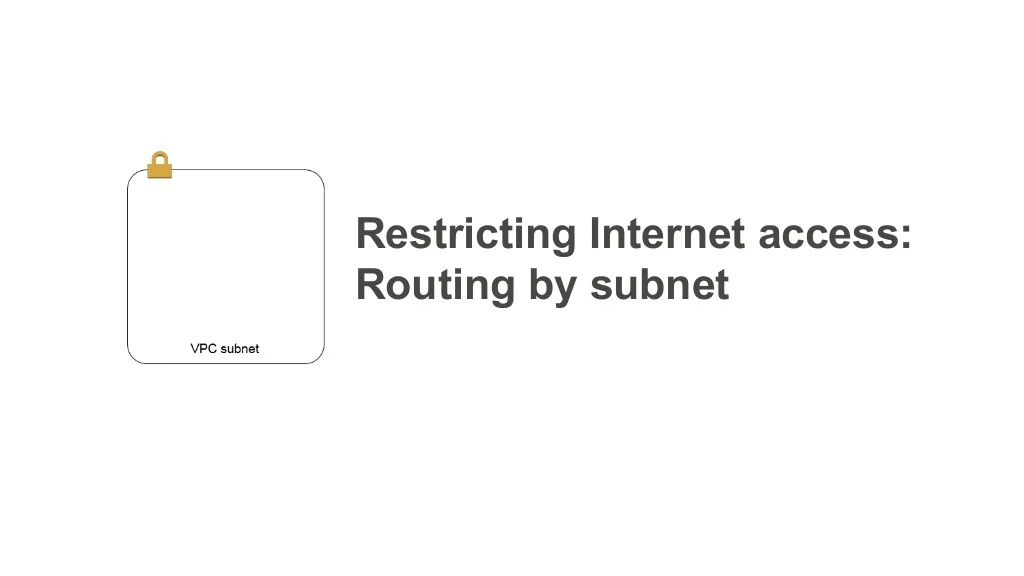 Restricting Internet access:
Routing by subnet
VPC subnet